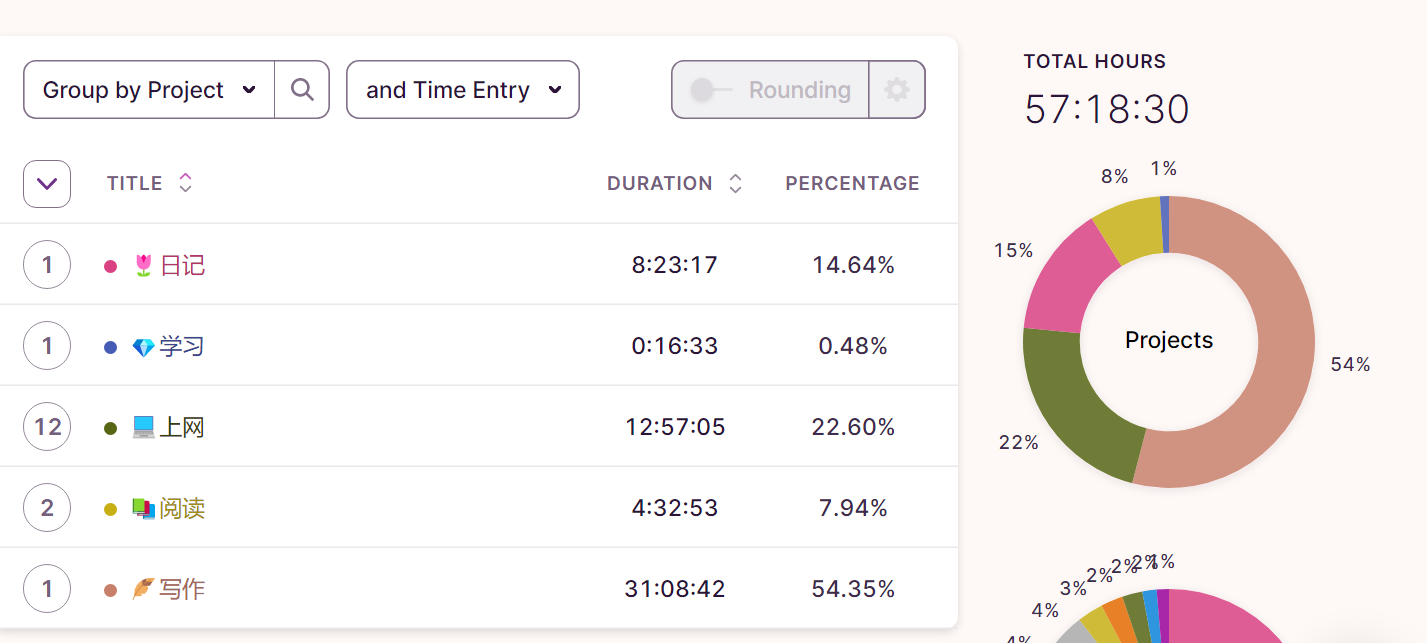 Group by Project
and Time Entry
Rounding
TITLE DURATION PERCENTAGE
1 日记 8:23:17 14.64%
1 学习 0:16:33 0.48%
12 上网 12:57:05 22.60%
2 阅读 4:32:53 7.94%
1 写作 31:08:42 54.35%
TOTAL HOURS
57:18:30
8% 1%
15%
Projects
54%
22%
2% 2% 1%
2%
3%
4%
4%